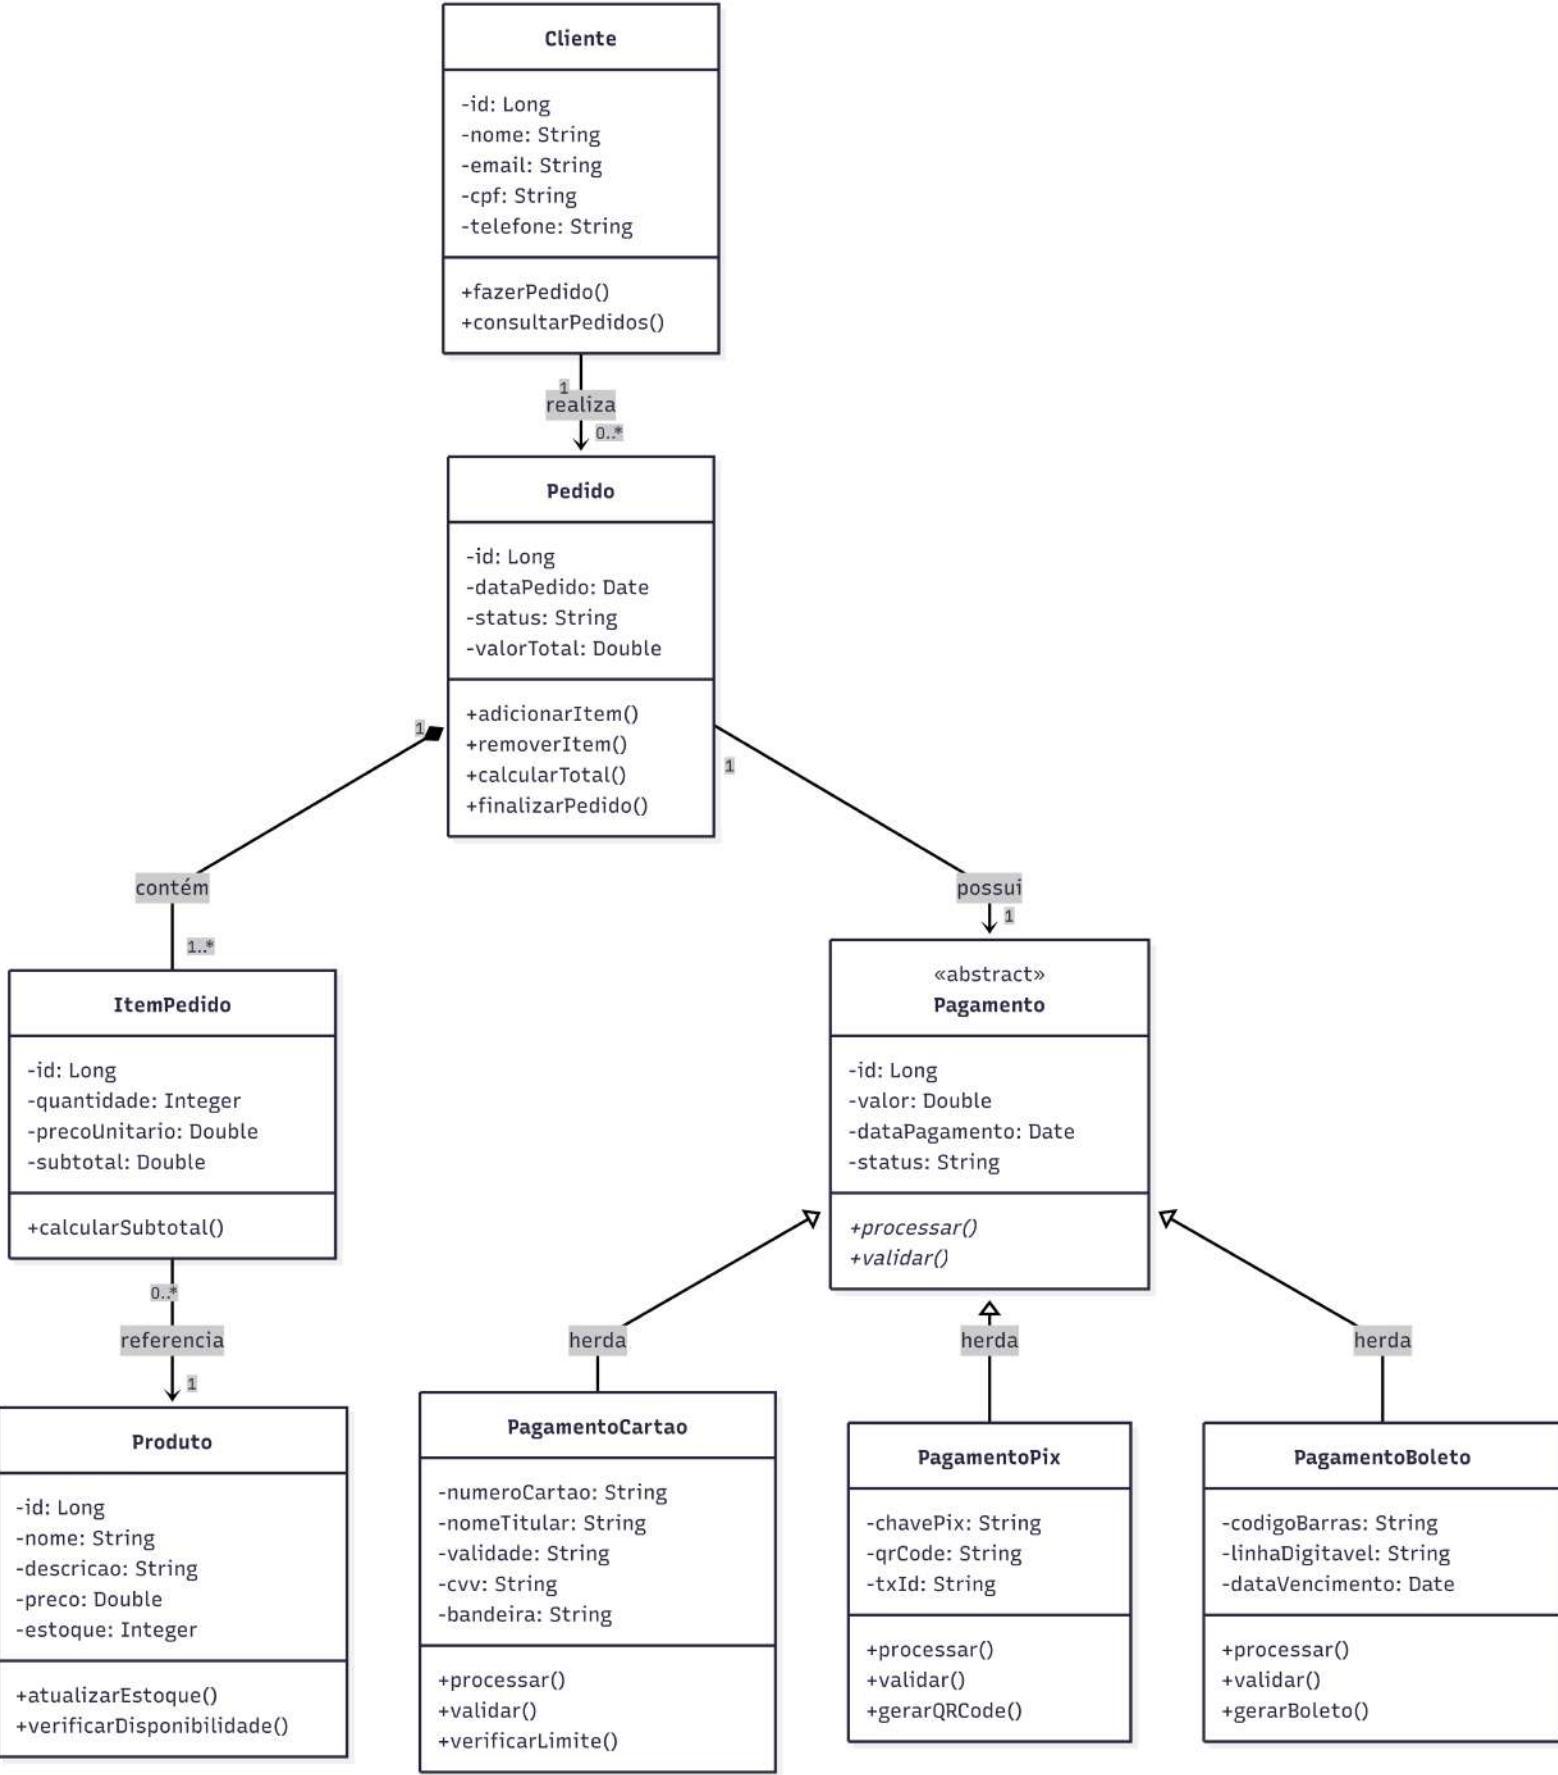 Cliente
-id: Long
-nome: String
-email: String
-cpf: String
-telefone: String
+fazerPedido()
+consultarPedidos()
1
realiza
0..*
Pedido
-id: Long
-dataPedido: Date
-status: String
-valorTotal: Double
+adicionarItem()
+removerItem()
+calcularTotal()
+finalizarPedido()
1
contém
1..*
1
possui
1
ItemPedido
-id: Long
-quantidade: Integer
-precoUnitario: Double
-subtotal: Double
+calcularSubtotal()
«abstract»
Pagamento
-id: Long
-valor: Double
-dataPagamento: Date
-status: String
+processar()
+validar()
0..*
referencia
1
herda
herda
herda
Produto
-id: Long
-nome: String
-descricao: String
-preco: Double
-estoque: Integer
+atualizarEstoque()
+verificarDisponibilidade()
PagamentoCartao
-numeroCartao: String
-nomeTitular: String
-validade: String
-cvv: String
-bandeira: String
+processar()
+validar()
+verificarLimite()
PagamentoPix
-chavePix: String
-qrCode: String
-txId: String
+processar()
+validar()
+gerarQRCode()
PagamentoBoleto
-codigoBarras: String
-linhaDigitavel: String
-dataVencimento: Date
+processar()
+validar()
+gerarBoleto()